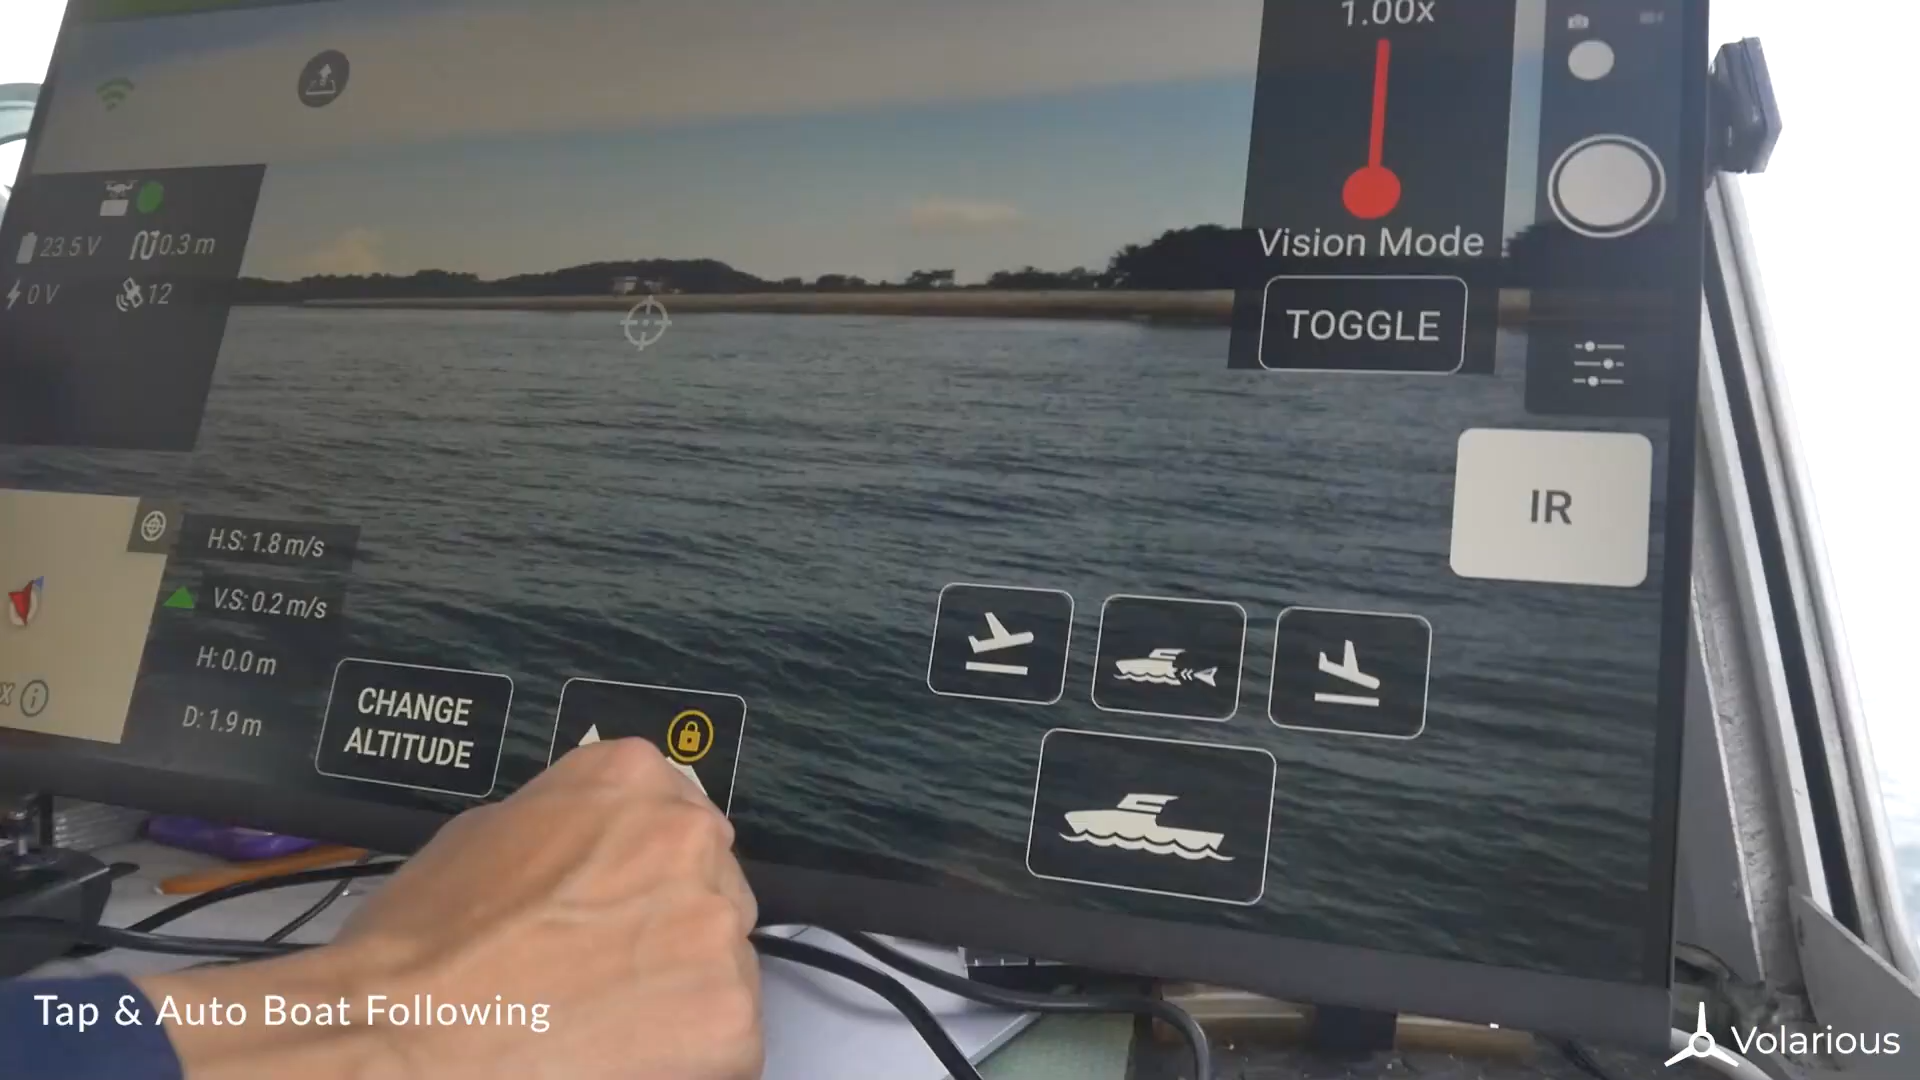 1.00x
23.5 V
0.3 m
0 V
12
Vision Mode
TOGGLE
IR
H.S: 1.8 m/s
V.S: 0.2 m/s
H: 0.0 m
D: 1.9 m
x
CHANGE
ALTITUDE
Tap & Auto Boat Following
Volarious